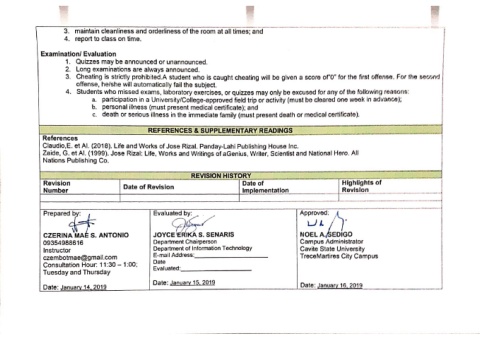 3. maintain cleanliness and orderliness of the room at all times; and
4. report to class on time.
Examination/ Evaluation
1. Quizzes may be announced or unannounced.
2. Long examinations are always announced.
3. Cheating is strictly prohibited.A student who is caught cheating will be given a score of"0" for the first offense. For the second
offense, he/she will automatically fail the subject.
4. Students who missed exams, laboratory exercises, or quizzes may only be excused for any of the following reasons:
a. participation in a University/College-approved field trip or activity (must be cleared one week in advance);
b. personal illness (must present medical certificate); and
c. death or serious illness in the immediate family (must present death or medical certificate).
REFERENCES & SUPPLEMENTARY READINGS
References
Claudio,E. et Al. (2018). Life and Works of Jose Rizal. Panday-Lahi Publishing House Inc.
Zaide, G. et Al. (1999), Jose Rizal: Life, Works and Writings of aGenius, Writer, Scientist and National Hero. All
Nations Publishing Co.
REVISION HISTORY
Revision Number
Date of Revision
Date of Implementation
Highlights of Revision
Prepared by:
CZERINA MAE S. ANTONIO
09354988616
Instructor
czembotmae@gmail.com
Consultation Hour: 11:30 – 1:00;
Tuesday and Thursday
Date: January 14, 2019
Evaluated by:
JOYCE ERIKA S. SENARIS
Department Chairperson
Department of Information Technology
E-mail Address:
Date
Evaluated:
Date: January 15, 2019
Approved:
NOEL A. SEDIGO
Campus Administrator
Cavite State University
TreceMartires City Campus
Date: January 16, 2019